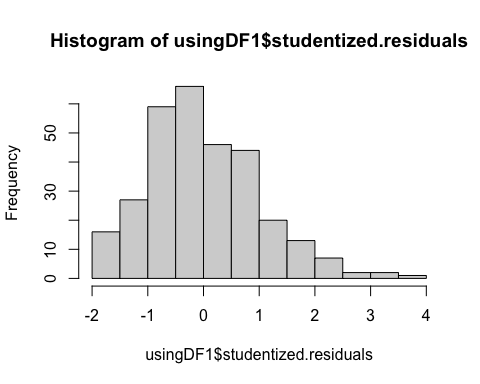 Histogram of usingDF1$studentized.residuals
Frequency
50
30
10
0
-2 -1 0 1 2 3 4
usingDF1$studentized.residuals